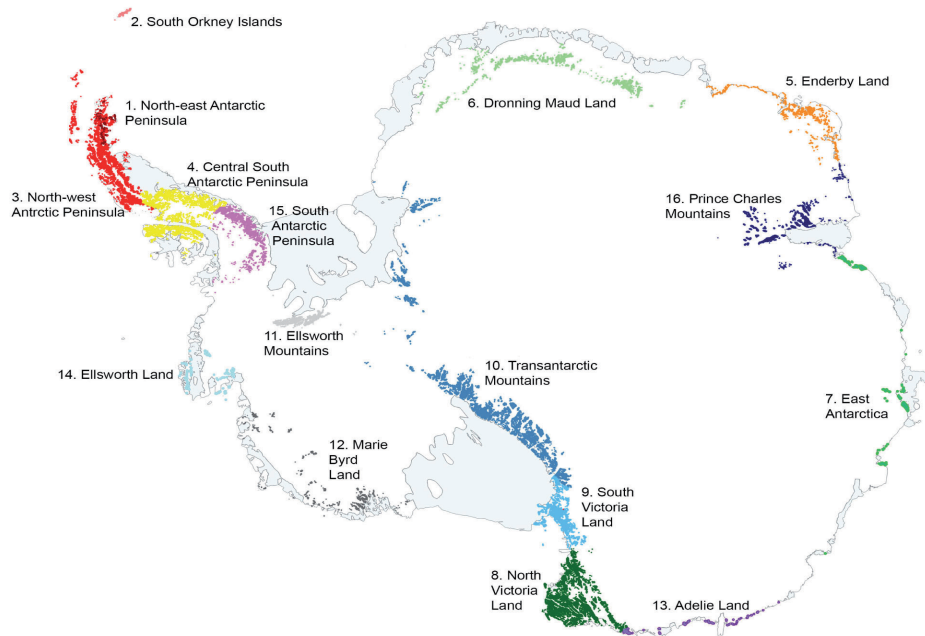 2. South Orkney Islands
1. North-east Antarctic
Peninsula
5. Enderby Land
6. Dronning Maud Land
4. Central South
Antarctic Peninsula
3. North-west
Antrctic Peninsula
15. South
Antarctic
Peninsula
16. Prince Charles
Mountains
11. Ellsworth
Mountains
10. Transantarctic
Mountains
14. Ellsworth Land
7. East
Antarctica
12. Marie
Byrd
Land
9. South
Victoria
Land
8. North
Victoria
Land
13. Adelie Land